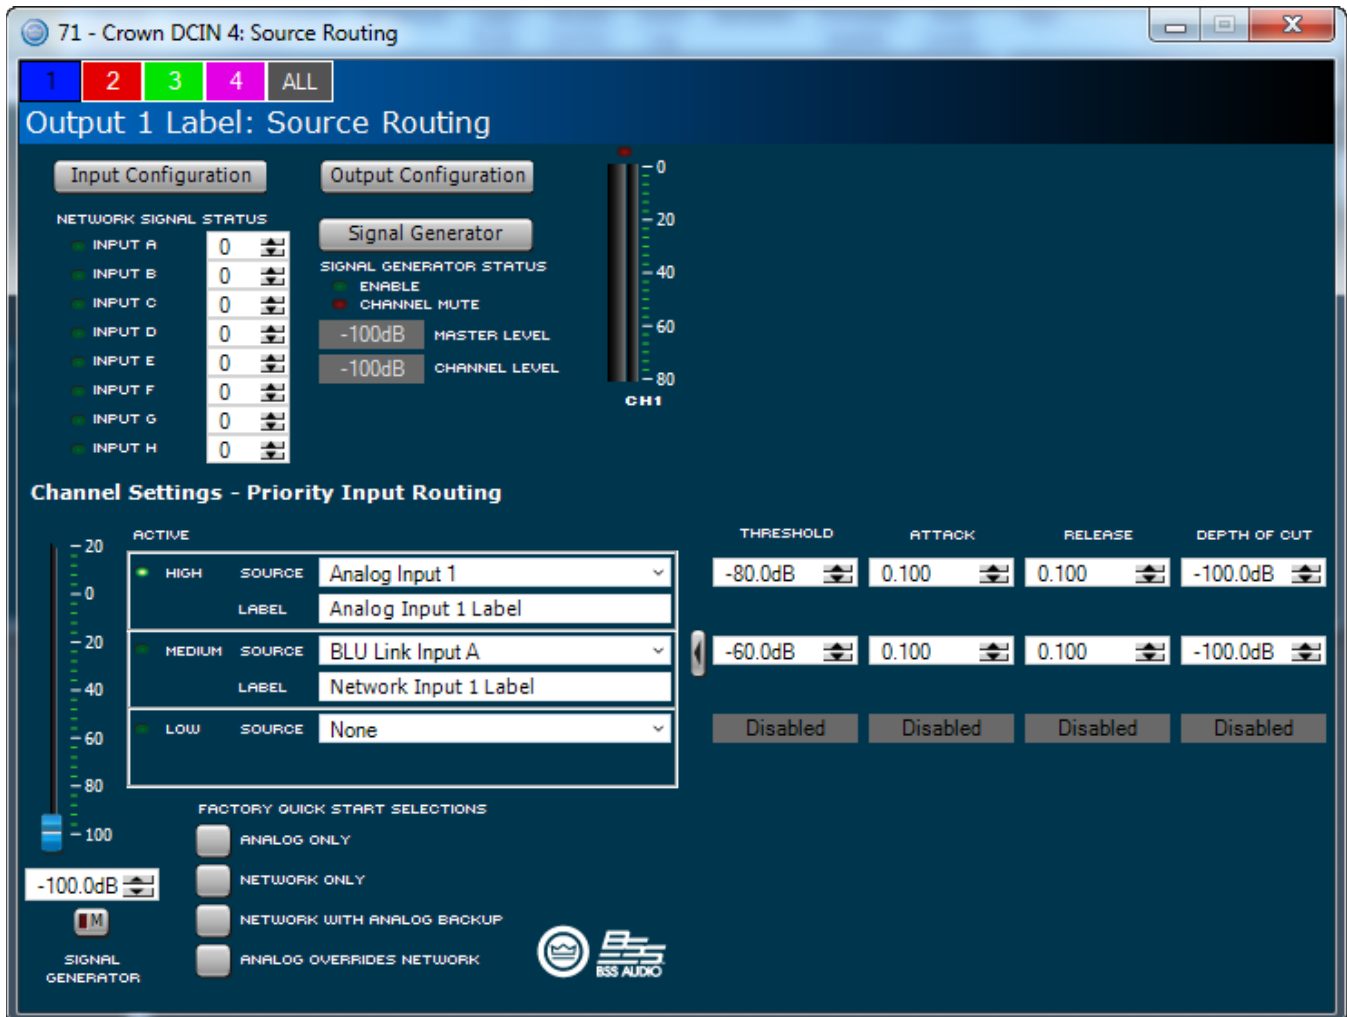 71 - Crown DCIN 4: Source Routing
1 2 3 4 ALL
Output 1 Label: Source Routing
Input Configuration
Output Configuration
NETWORK SIGNAL STATUS
INPUT A 0
INPUT B 0
INPUT C 0
INPUT D 0
INPUT E 0
INPUT F 0
INPUT G 0
INPUT H 0
Signal Generator
SIGNAL GENERATOR STATUS
ENABLE
CHANNEL MUTE
-100dB MASTER LEVEL
-100dB CHANNEL LEVEL
0
20
40
60
80
CH1
Channel Settings - Priority Input Routing
20
0
20
40
60
80
100
-100.0dB
M
SIGNAL
GENERATOR
ACTIVE
THRESHOLD ATTACK RELEASE DEPTH OF CUT
HIGH SOURCE Analog Input 1 -80.0dB 0.100 0.100 -100.0dB
LABEL Analog Input 1 Label
MEDIUM SOURCE BLU Link Input A -60.0dB 0.100 0.100 -100.0dB
LABEL Network Input 1 Label
LOW SOURCE None Disabled Disabled Disabled Disabled
FACTORY QUICK START SELECTIONS
ANALOG ONLY
NETWORK ONLY
NETWORK WITH ANALOG BACKUP
ANALOG OVERRIDES NETWORK
BSS
BSS AUDIO